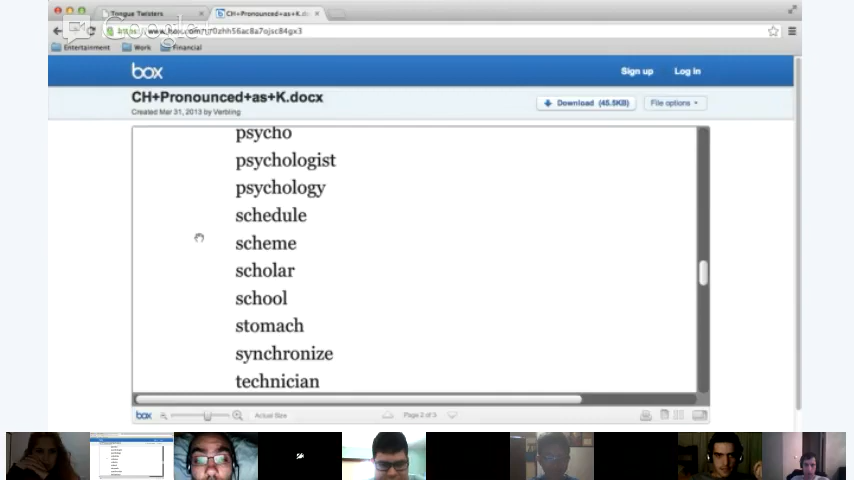 Tongue Twisters
CH+Pronounced+as+K.d
Google+
Entertainment Work Financial
box
Sign up Log in
CH+Pronounced+as+K.docx
Created Mar 31, 2013 by Verbling
Download (45.5KB) File options
psycho
psychologist
psychology
schedule
scheme
scholar
school
stomach
synchronize
technician
box Actual Size Page 2 of 3